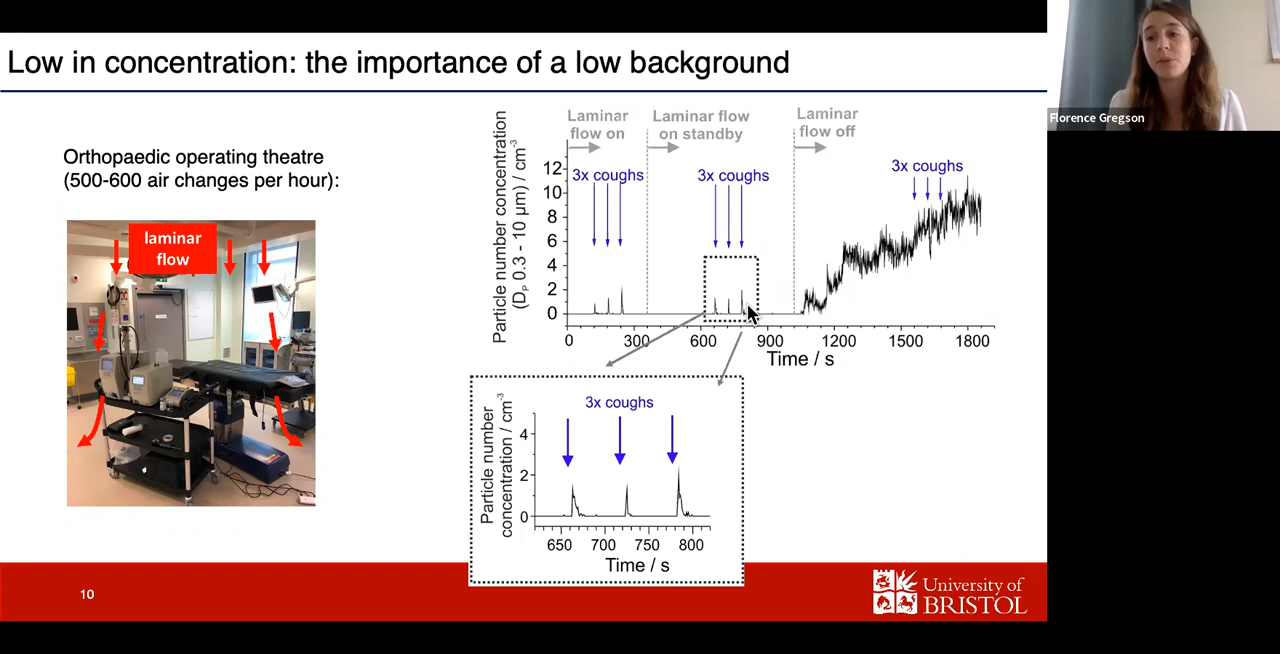 Low in concentration: the importance of a low background
Florence Gregson
Orthopaedic operating theatre
(500-600 air changes per hour):
laminar
flow
Particle number concentration
(Dₚ 0.3 - 10 µm) / cm⁻³
Laminar
flow on
Laminar flow
on standby
Laminar
flow off
3x coughs
3x coughs
3x coughs
12
10
8
6
4
2
0
0 300 600 900 1200 1500 1800
Time / s
Particle number
concentration / cm⁻³
3x coughs
4
2
0
650 700 750 800
Time / s
10
University of
BRISTOL